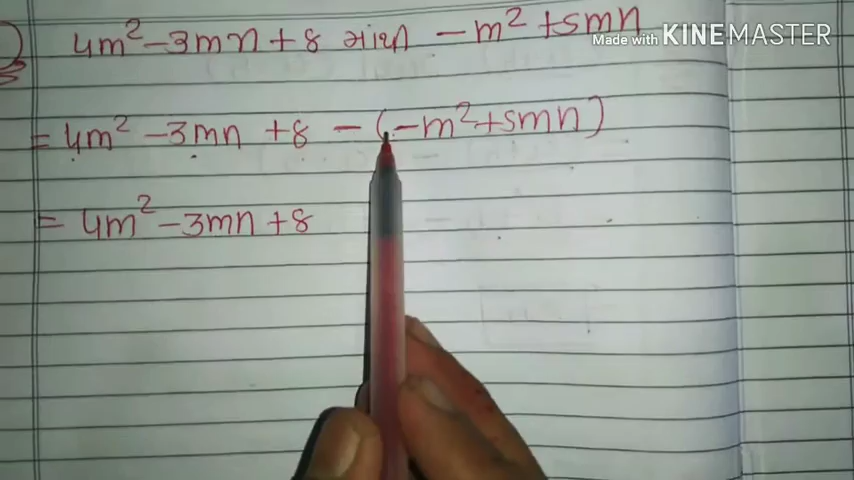 4m² - 3mn + 8 માંથી - m² + 5mn
Made with KINEMASTER
= 4m² - 3mn + 8 - (-m² + 5mn)
= 4m² - 3mn + 8